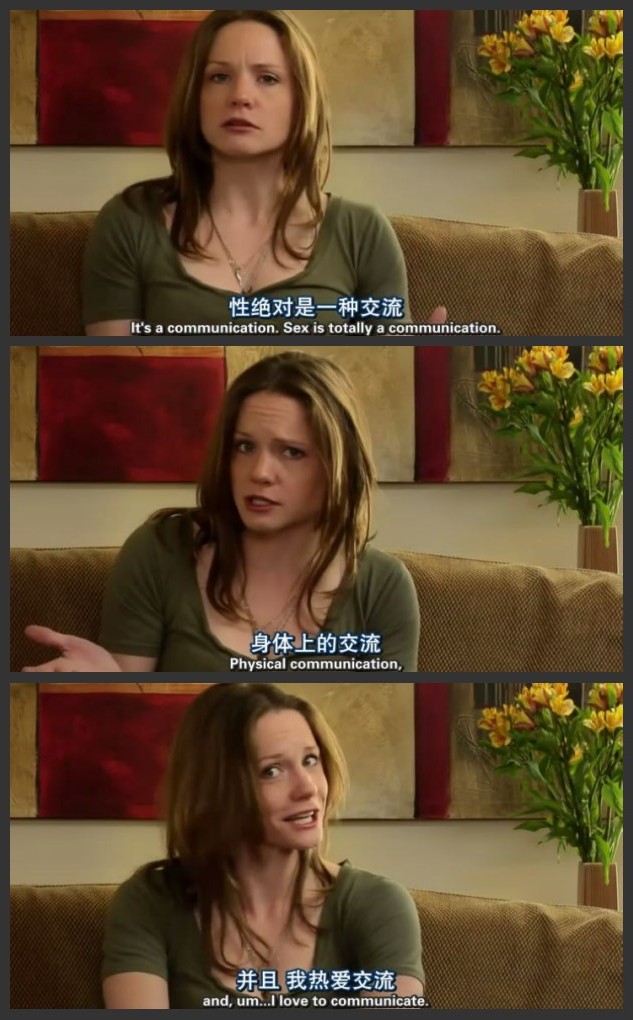 性绝对是一种交流
It's a communication. Sex is totally a communication.
身体上的交流
Physical communication,
并且 我热爱交流
and, um...I love to communicate.